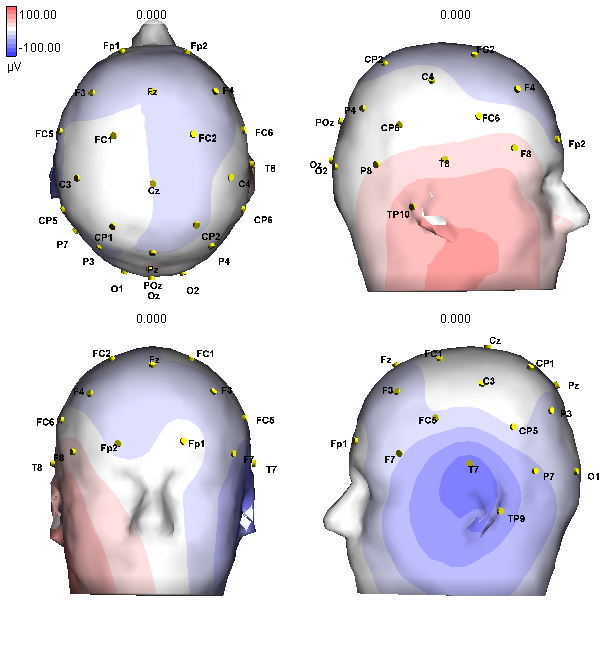 100.00
-100.00
µV
0.000
Fp1 Fp2
F3 Fz F4
FC5 FC1 FC2 FC6
T8
C3 Cz C4
CP5 CP1 CP2 CP6
P7 P3 Pz P4
O1 POz O2
Oz
0.000
CP2 FC2
C4 F4
P4 POz CP6 FC6
Fp2
Oz O2 P8 T8 F8
TP10
0.000
FC2 Fz FC1
F4 F3
FC6 FC5
Fp2 Fp1
T8 F8 F7 T7
0.000
Cz
Fz FC1 CP1
F3 C3 Pz
FC5 CP5 P3
Fp1
F7 T7 P7 O1
TP9